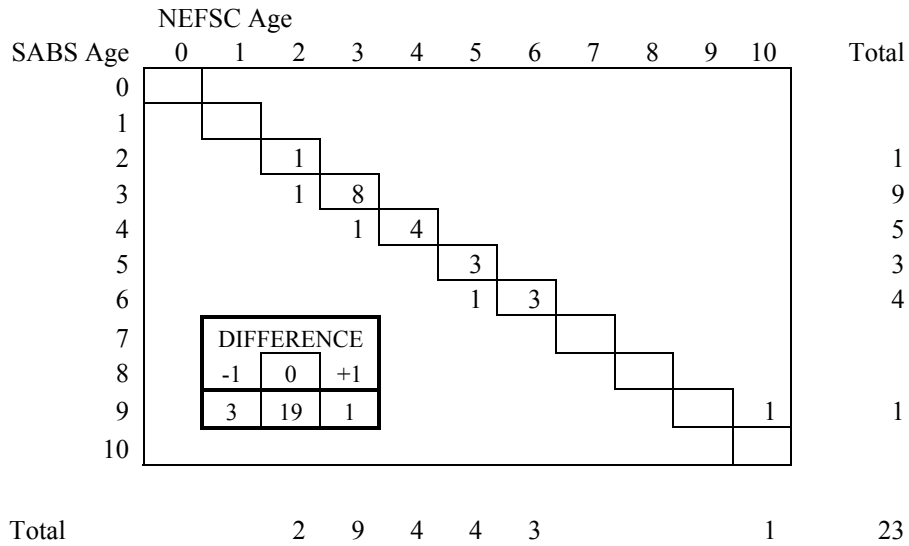 NEFSC Age
SABS Age 0 1 2 3 4 5 6 7 8 9 10 Total
0
1
2 1 1
3 1 8 9
4 1 4 5
5 3 3
6 1 3 4
7 DIFFERENCE
8 -1 0 +1
9 3 19 1 1 1
10
Total 2 9 4 4 3 1 23